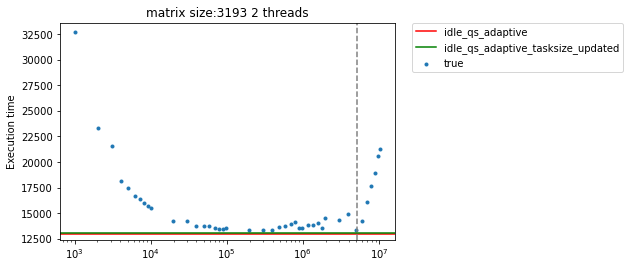 matrix size:3193 2 threads
Execution time
32500
30000
27500
25000
22500
20000
17500
15000
12500
10³
10⁴
10⁵
10⁶
10⁷
idle_qs_adaptive
idle_qs_adaptive_tasksize_updated
true